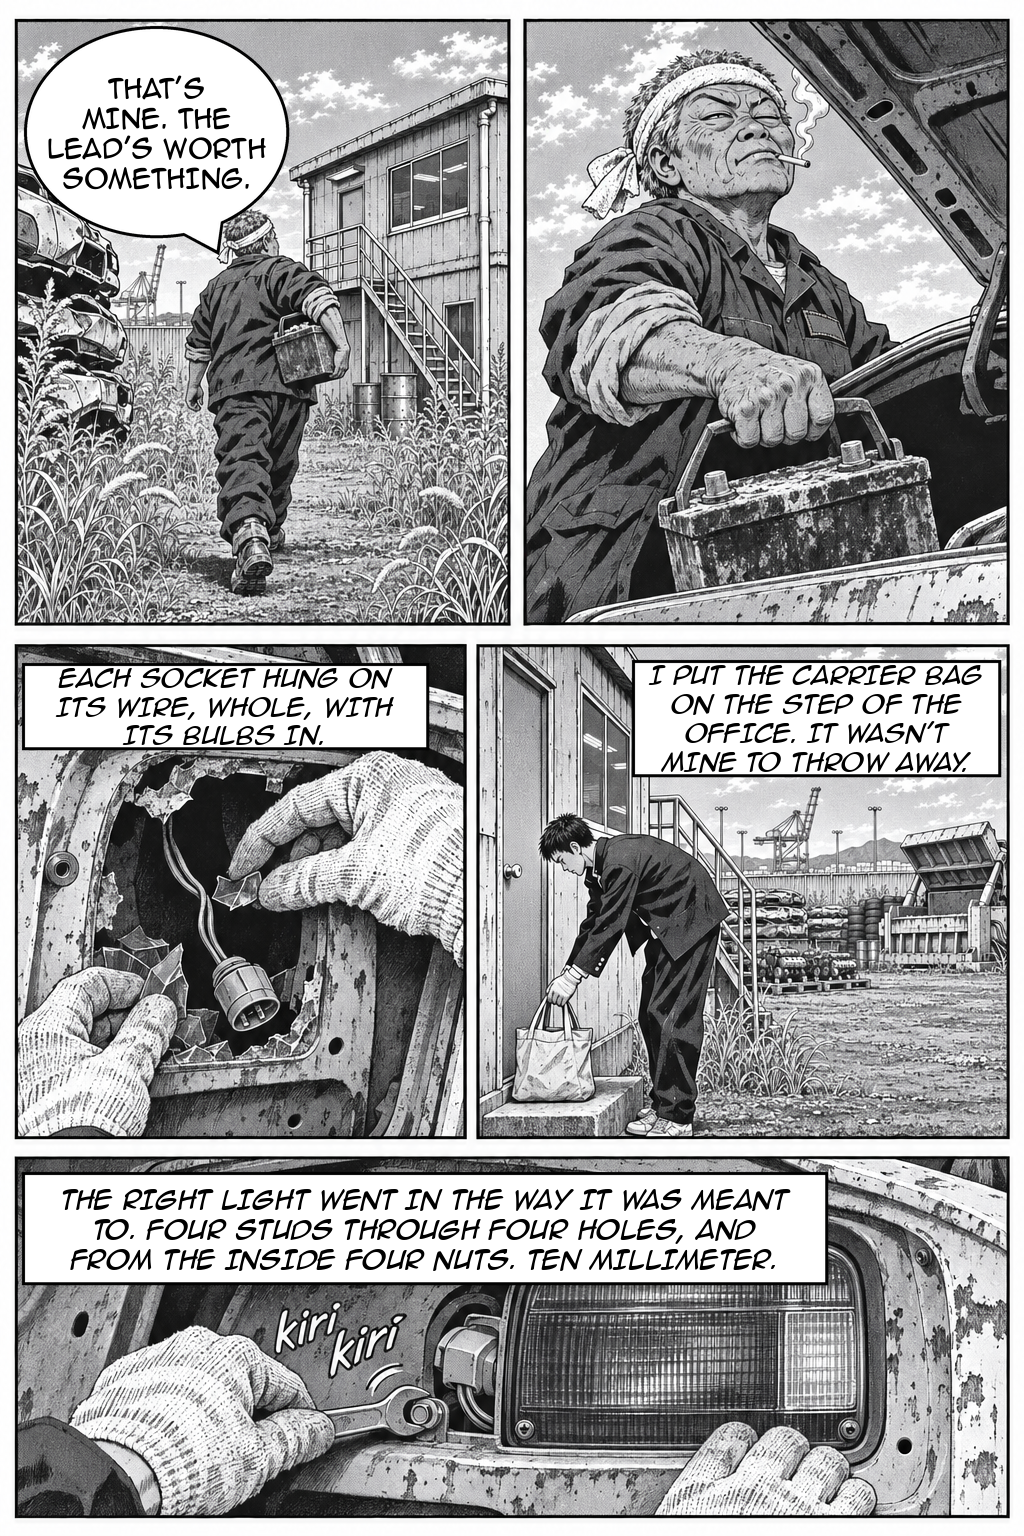 THAT'S
MINE. THE
LEAD'S WORTH
SOMETHING.
EACH SOCKET HUNG ON
ITS WIRE, WHOLE, WITH
ITS BULBS IN.
I PUT THE CARRIER BAG
ON THE STEP OF THE
OFFICE. IT WASN'T
MINE TO THROW AWAY.
THE RIGHT LIGHT WENT IN THE WAY IT WAS MEANT
TO. FOUR STUDS THROUGH FOUR HOLES, AND
FROM THE INSIDE FOUR NUTS. TEN MILLIMETER.
kiri
kiri